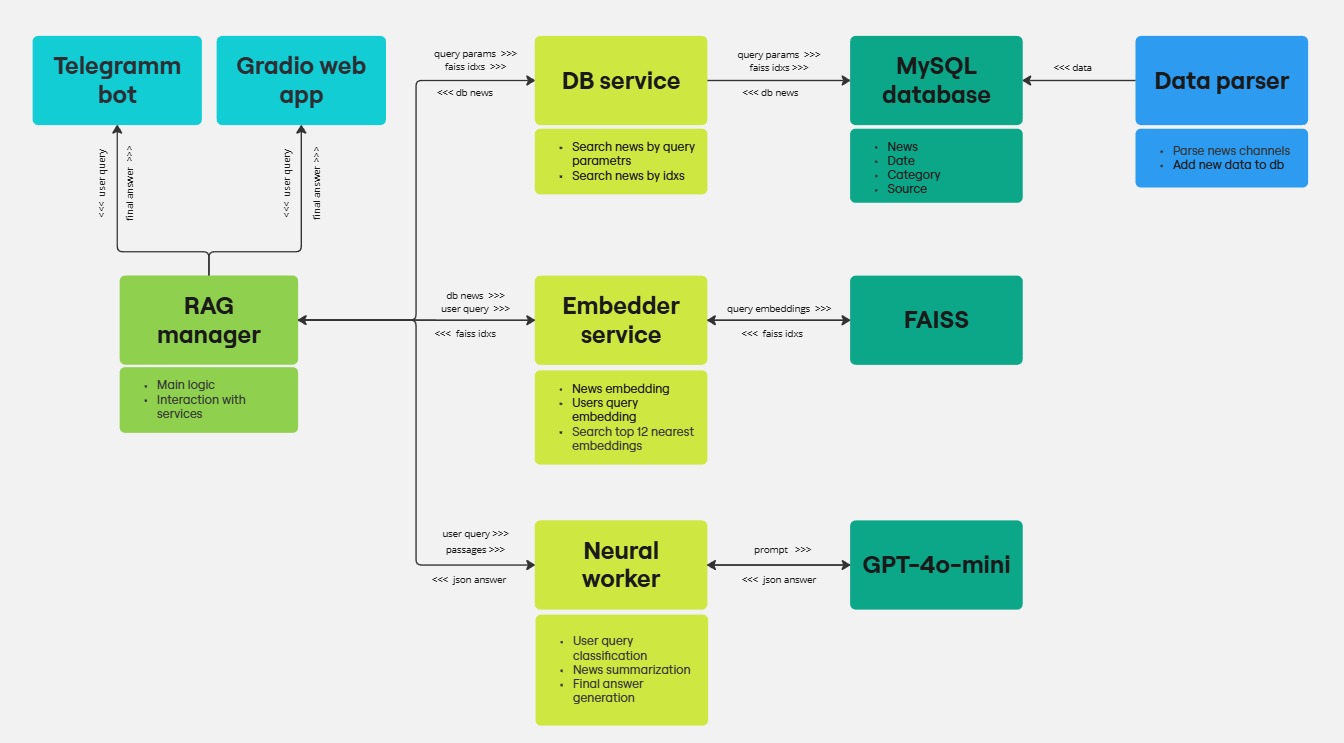 Telegramm
bot
Gradio web
app
<<< user query
final answer >>>
<<< user query
final answer >>>
RAG
manager
• Main logic
• Interaction with
services
query params >>>
faiss idxs >>>
<<< db news
DB service
• Search news by query
parametrs
• Search news by idxs
query params >>>
faiss idxs >>>
<<< db news
MySQL
database
• News
• Date
• Category
• Source
<<< data
Data parser
• Parse news channels
• Add new data to db
db news >>>
user query >>>
<<< faiss idxs
Embedder
service
• News embedding
• Users query
embedding
• Search top 12 nearest
embeddings
query embeddings >>>
<<< faiss idxs
FAISS
user query >>>
passages >>>
<<< json answer
Neural
worker
• User query
classification
• News summarization
• Final answer
generation
prompt >>>
<<< json answer
GPT-4o-mini